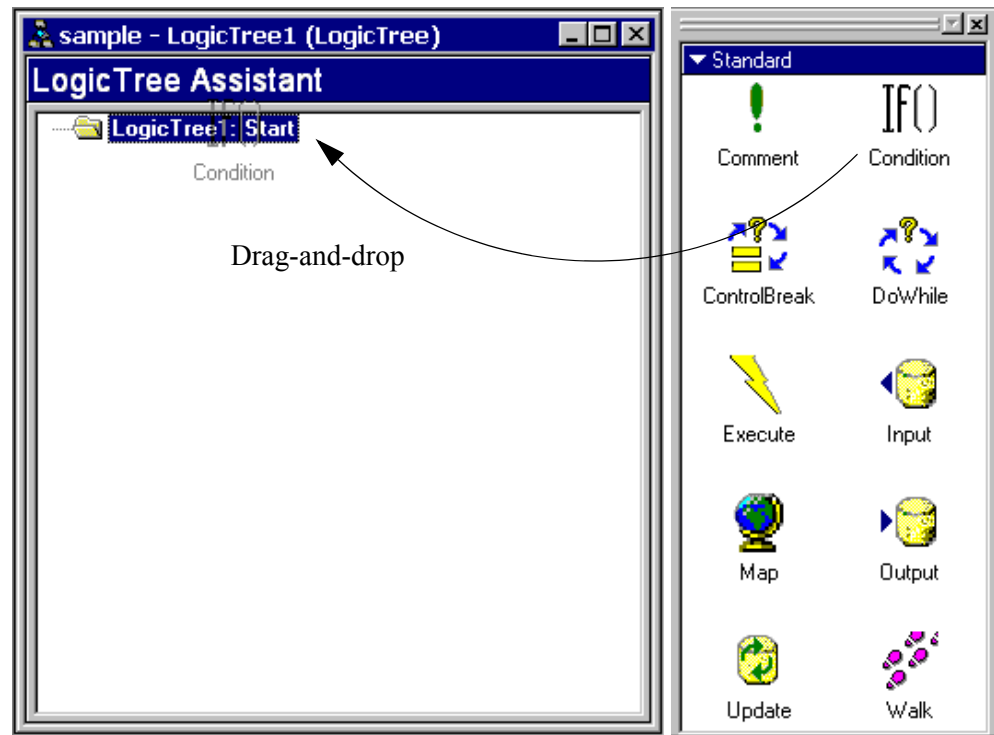 sample - LogicTree1 (LogicTree)
LogicTree Assistant
LogicTree1: Start
IF()
Condition
Drag-and-drop
Standard
IF()
Comment
Condition
ControlBreak
DoWhile
Execute
Input
Map
Output
Update
Walk